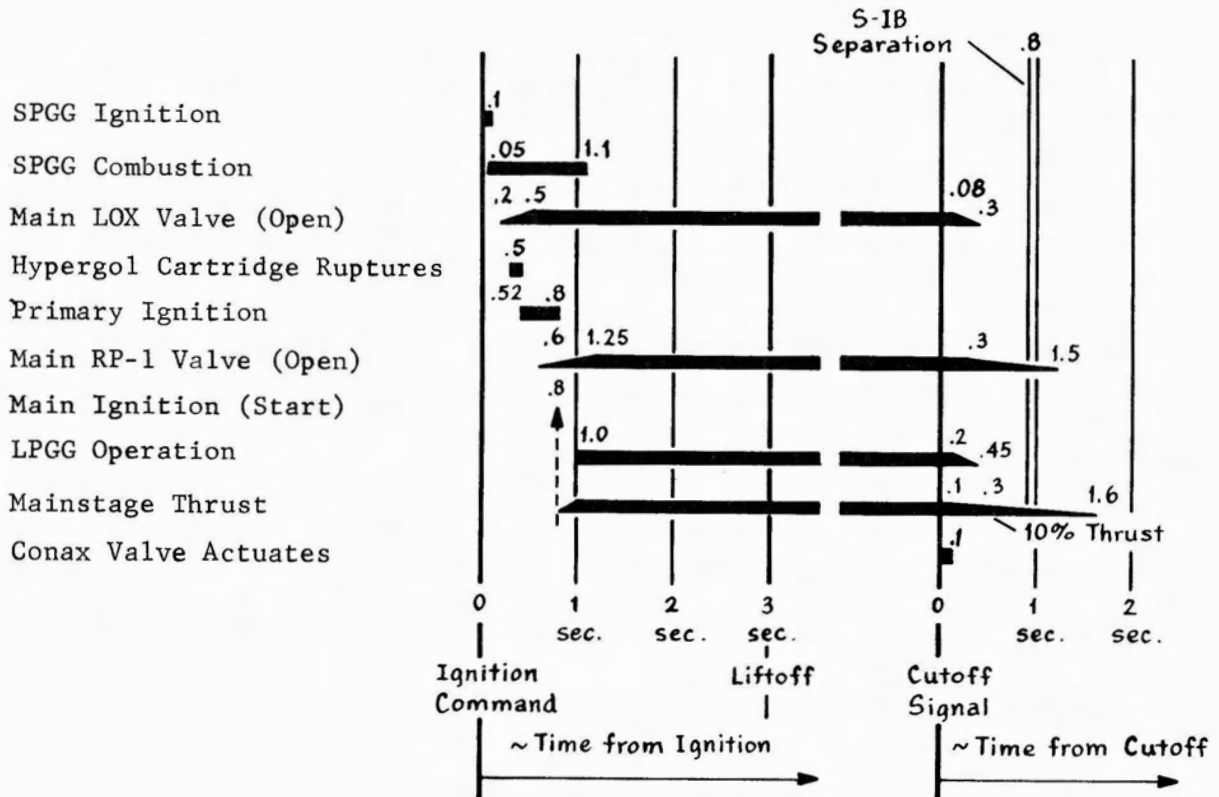 S-IB
Separation .8
SPGG Ignition .1
SPGG Combustion .05 1.1
Main LOX Valve (Open) .2 .5 .08 .3
Hypergol Cartridge Ruptures .5
Primary Ignition .52 .8
Main RP-1 Valve (Open) .6 1.25 .3 1.5
Main Ignition (Start) .8
LPGG Operation 1.0 .2 .45
Mainstage Thrust .1 .3 1.6
10% Thrust
Conax Valve Actuates .1
0 1 2 3 0 1 2
sec. sec. sec. sec. sec.
Ignition Liftoff Cutoff
Command Signal
~Time from Ignition ~Time from Cutoff